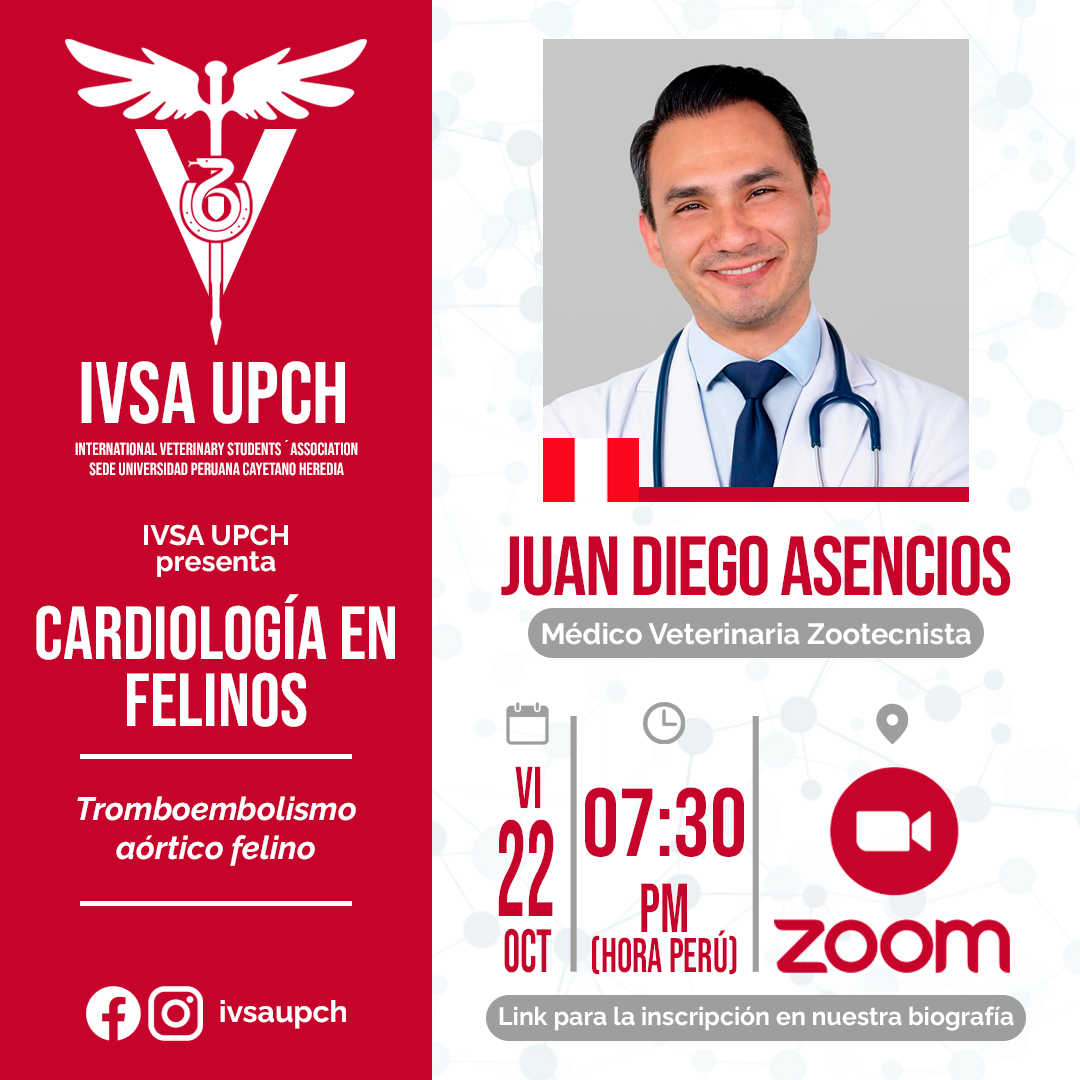 IVSA UPCH
INTERNATIONAL VETERINARY STUDENTS´ASSOCIATION
SEDE UNIVERSIDAD PERUANA CAYETANO HEREDIA
IVSA UPCH
presenta
CARDIOLOGÍA EN
FELINOS
Tromboembolismo
aórtico felino
ivsaupch
JUAN DIEGO ASENCIOS
Médico Veterinaria Zootecnista
VI
22
OCT
07:30
PM
(HORA PERÚ)
zoom
Link para la inscripción en nuestra biografía